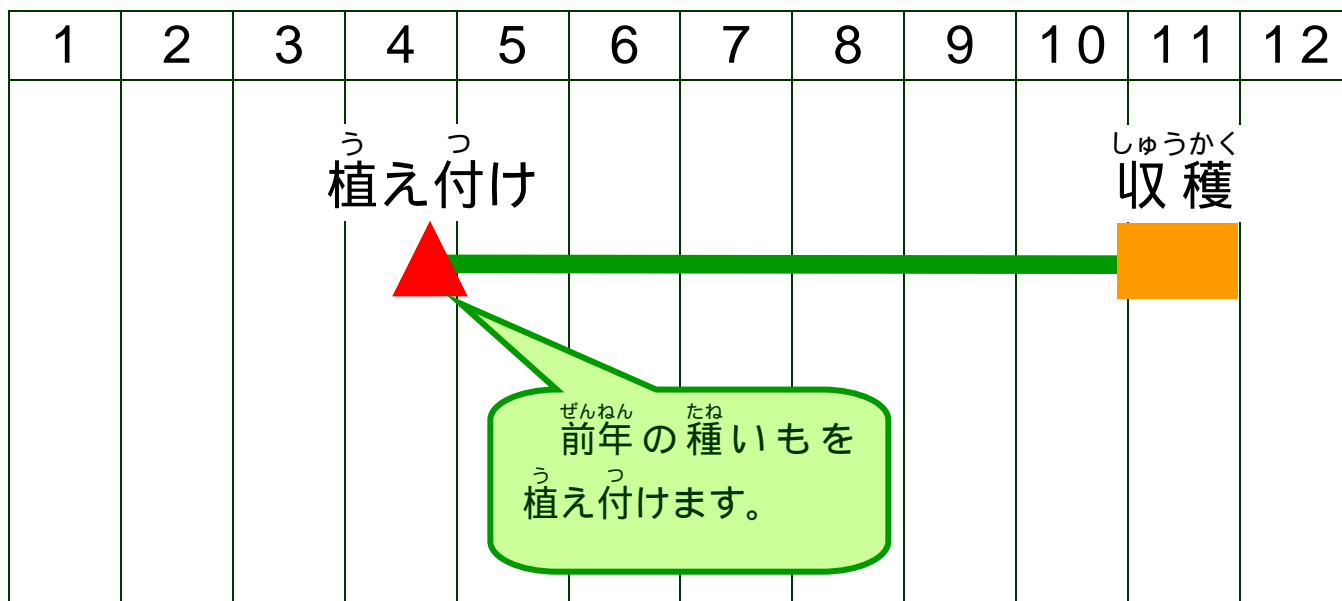 1 2 3 4 5 6 7 8 9 10 11 12
う つ
植え付け
しゅうかく
収穫
ぜんねん たね
前年の種いもを
う つ
植え付けます。